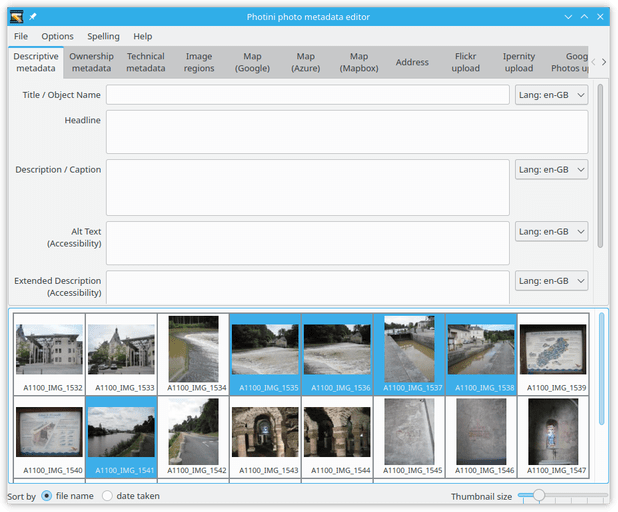 Photini photo metadata editor
File Options Spelling Help
Descriptive metadata
Ownership metadata
Technical metadata
Image regions
Map (Google)
Map (Azure)
Map (Mapbox)
Address
Flickr upload
Ipernity upload
Goog
Photos u
Title / Object Name
Lang: en-GB
Headline
Description / Caption
Lang: en-GB
Alt Text
(Accessibility)
Lang: en-GB
Extended Description
(Accessibility)
Lang: en-GB
A1100_IMG_1532 A1100_IMG_1533 A1100_IMG_1534 A1100_IMG_1535 A1100_IMG_1536 A1100_IMG_1537 A1100_IMG_1538 A1100_IMG_1539
A1100_IMG_1540 A1100_IMG_1541 A1100_IMG_1542 A1100_IMG_1543 A1100_IMG_1544 A1100_IMG_1545 A1100_IMG_1546 A1100_IMG_1547
Sort by file name date taken Thumbnail size